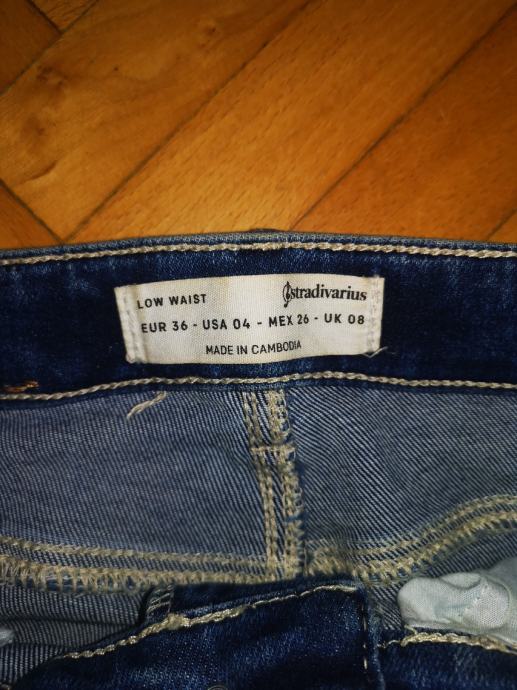 LOW WAIST stradivarius
EUR 36 - USA 04 - MEX 26 - UK 08
MADE IN CAMBODIA